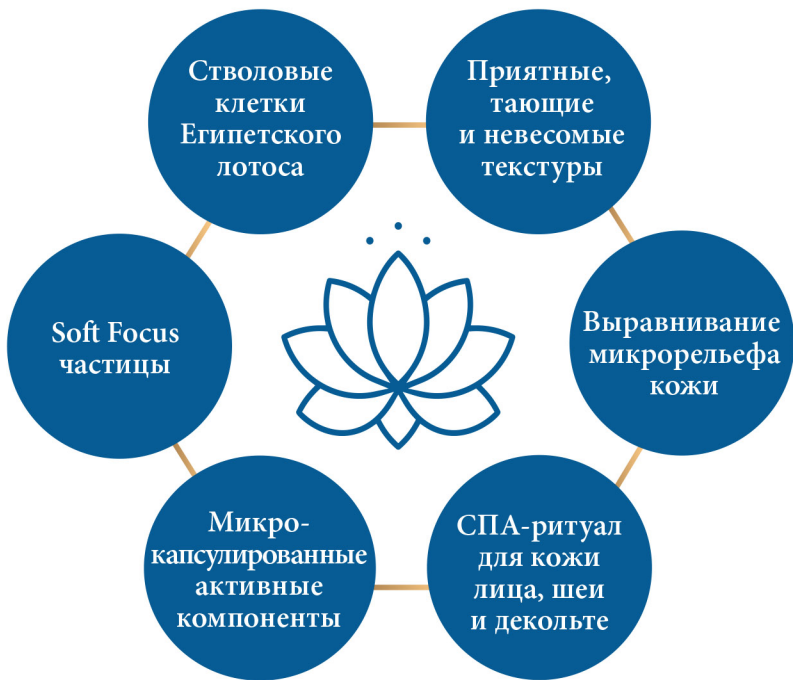 Стволовые
клетки
Египетского
лотоса
Приятные,
тающие
и невесомые
текстуры
Soft Focus
частицы
Выравнивание
микрорельефа
кожи
Микро-
капсулированные
активные
компоненты
СПА-ритуал
для кожи
лица, шеи
и декольте